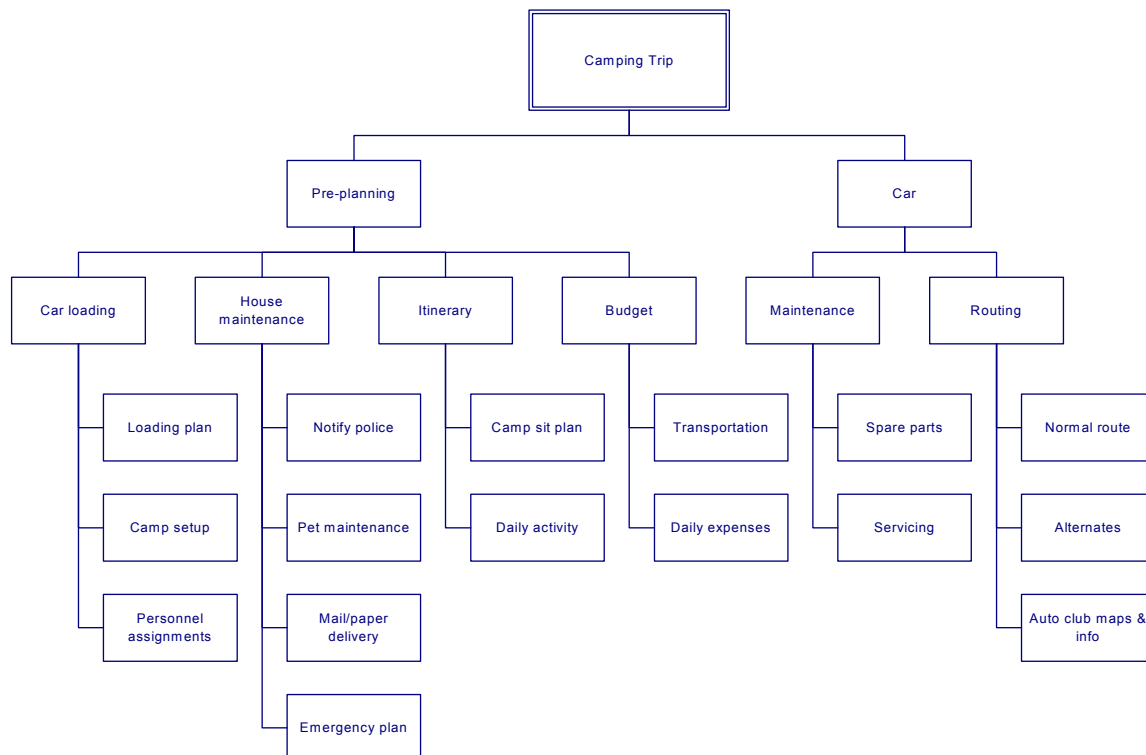 Camping Trip
Pre-planning
Car
Car loading
House
maintenance
Itinerary
Budget
Maintenance
Routing
Loading plan
Notify police
Camp sit plan
Transportation
Spare parts
Normal route
Camp setup
Pet maintenance
Daily activity
Daily expenses
Servicing
Alternates
Personnel
assignments
Mail/paper
delivery
Auto club maps &
info
Emergency plan